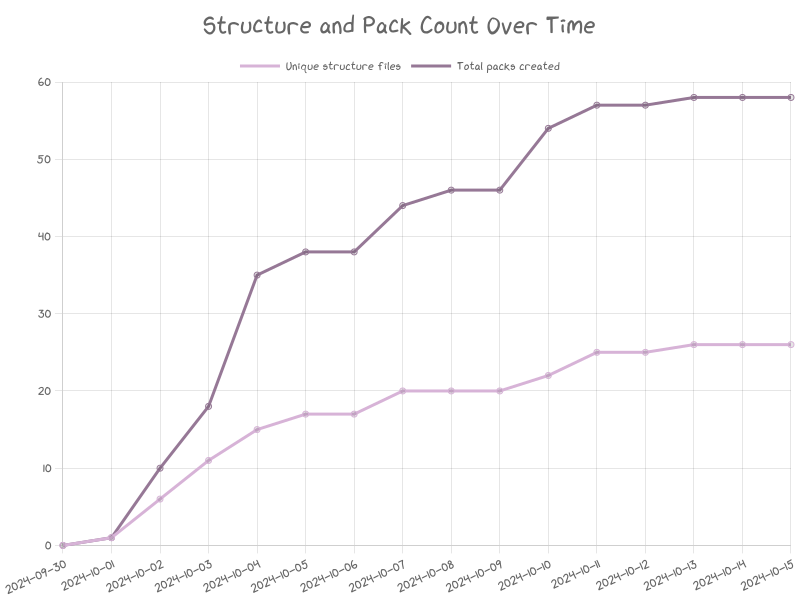 Structure and Pack Count Over Time
Unique structure files Total packs created
60
50
40
30
20
10
0
2024-09-30 2024-10-01 2024-10-02 2024-10-03 2024-10-04 2024-10-05 2024-10-06 2024-10-07 2024-10-08 2024-10-09 2024-10-10 2024-10-11 2024-10-12 2024-10-13 2024-10-14 2024-10-15